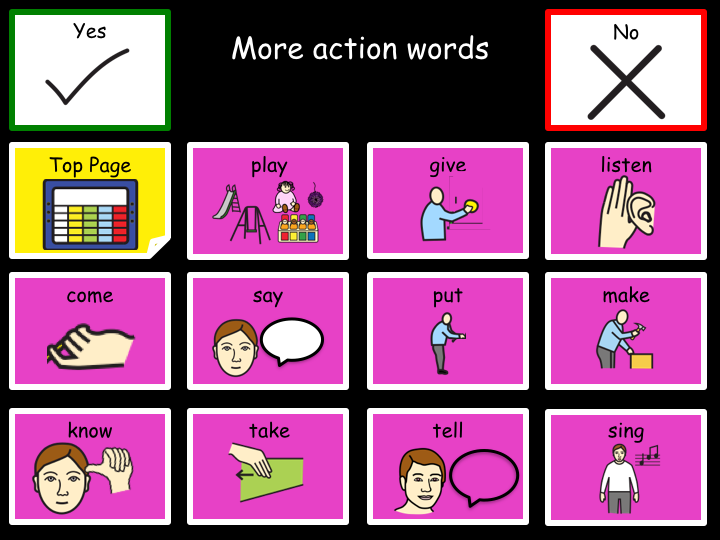 Yes
More action words
No
Top Page
play
give
listen
come
say
put
make
know
take
tell
sing